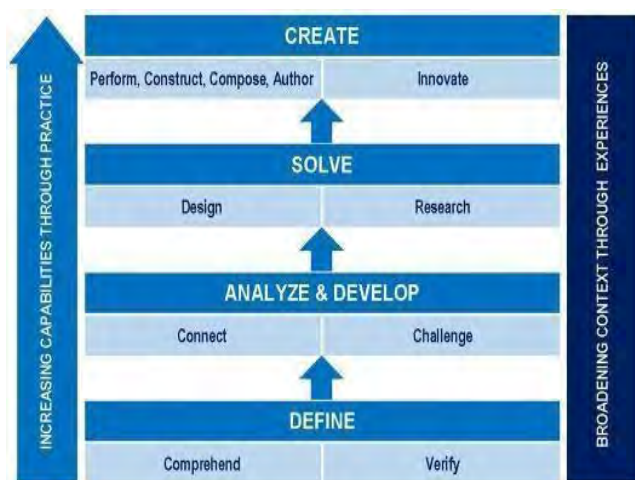 CREATE
Perform, Construct, Compose, Author
Innovate
SOLVE
Design
Research
ANALYZE & DEVELOP
Connect
Challenge
DEFINE
Comprehend
Verify
INCREASING CAPABILITIES THROUGH PRACTICE
BROADENING CONTEXT THROUGH EXPERIENCES